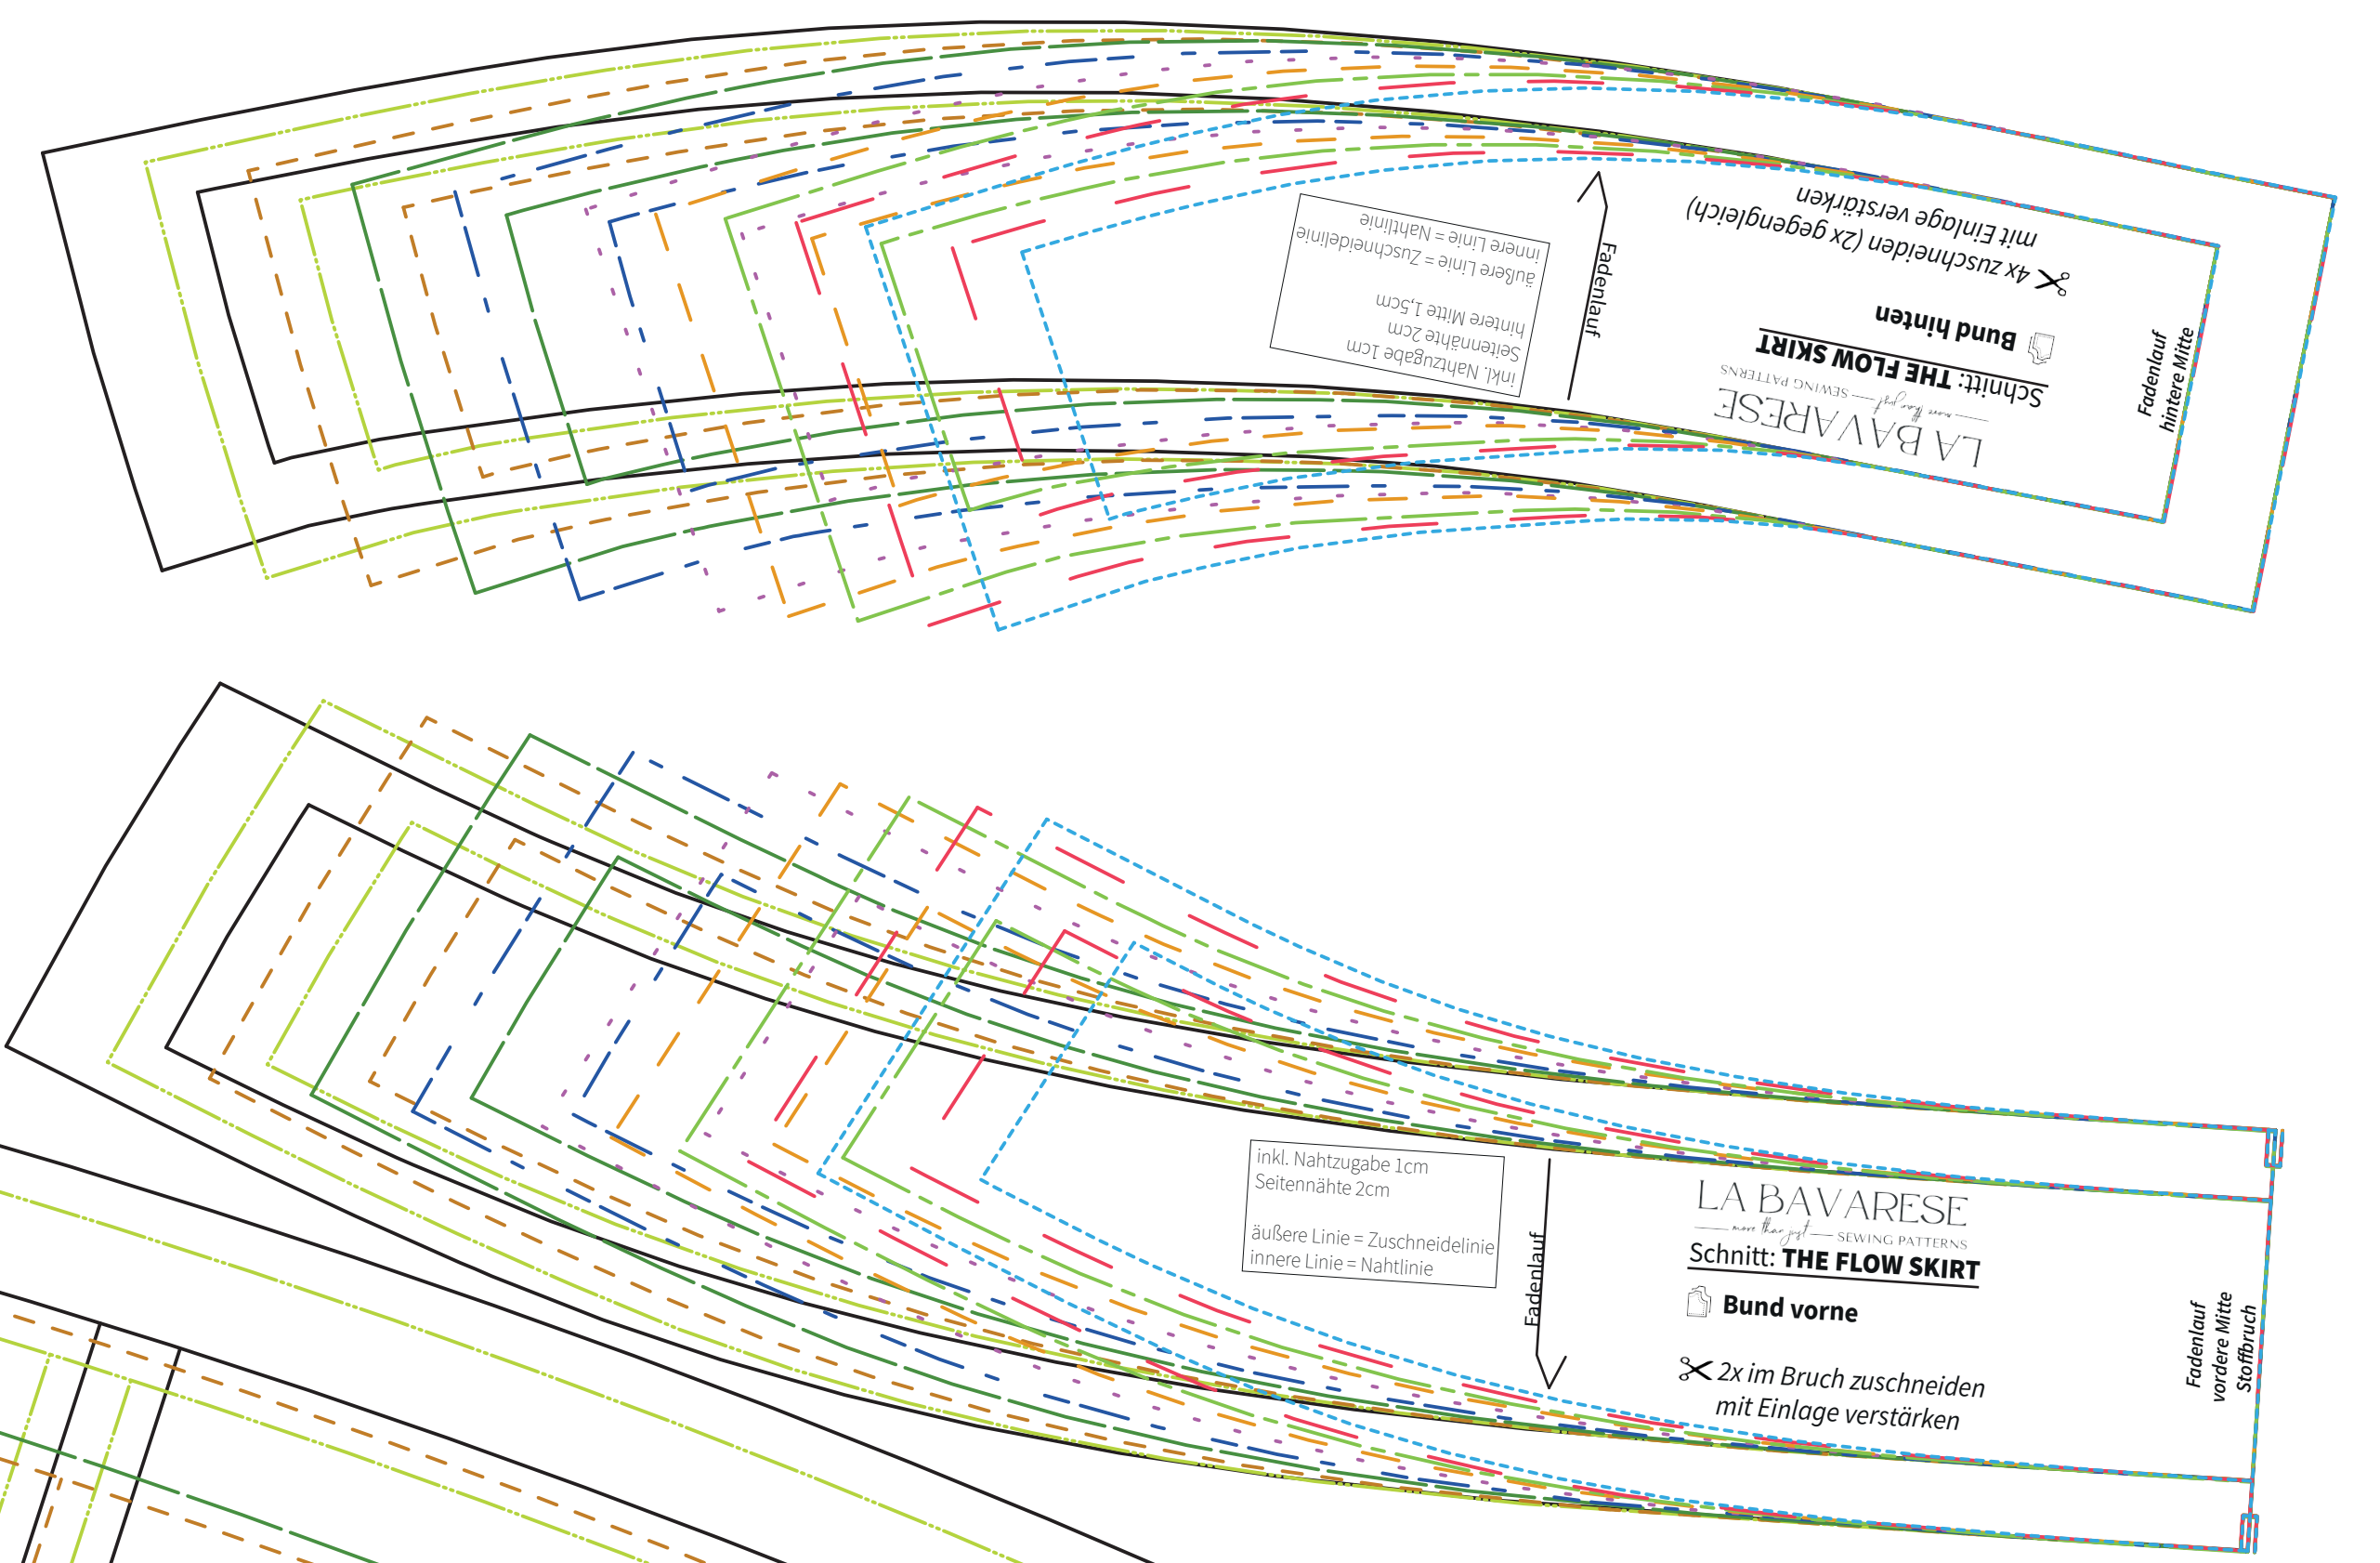 LA BAVARESE
more than just
SEWING PATTERNS
Schnitt: THE FLOW SKIRT
Bund hinten
4x zuschneiden (2x gegengleich)
mit Einlage verstärken
inkl. Nahtzugabe 1cm
Seitennähte 2cm
hintere Mitte 1,5cm
äußere Linie = Zuschneidelinie
innere Linie = Nahtlinie
Fadenlauf
Fadenlauf
hintere Mitte
inkl. Nahtzugabe 1cm
Seitennähte 2cm
äußere Linie = Zuschneidelinie
innere Linie = Nahtlinie
Fadenlauf
LA BAVARESE
more than just
SEWING PATTERNS
Schnitt: THE FLOW SKIRT
Bund vorne
2x im Bruch zuschneiden
mit Einlage verstärken
Fadenlauf
vordere Mitte
Stoffbruch